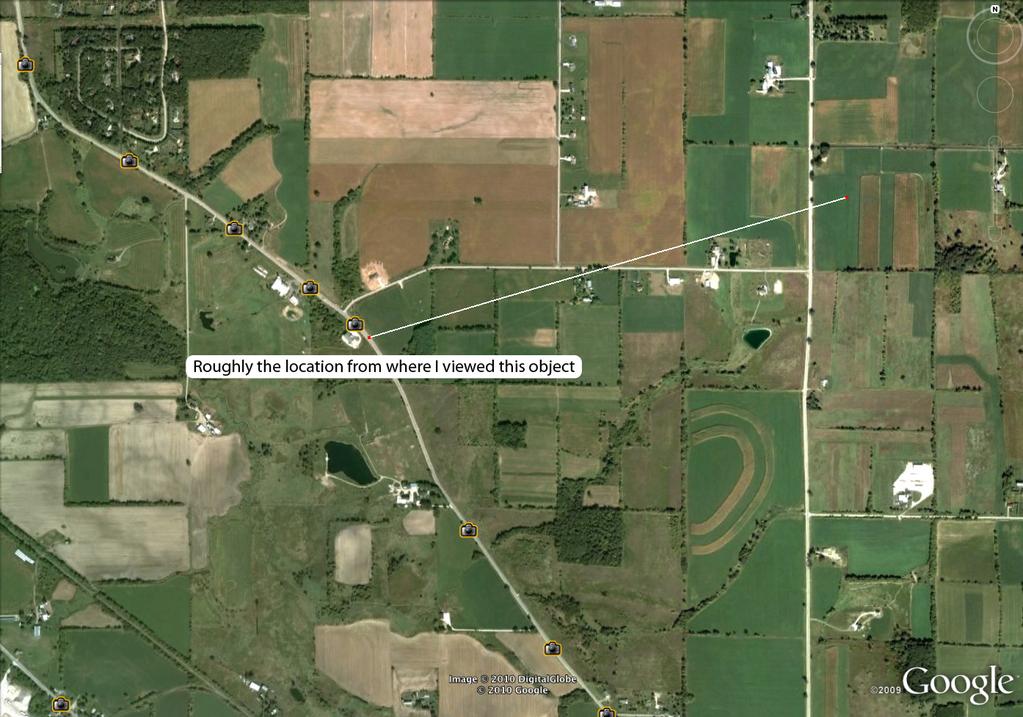 N
Roughly the location from where I viewed this object
Image © 2010 DigitalGlobe
© 2010 Google
©2009 Google